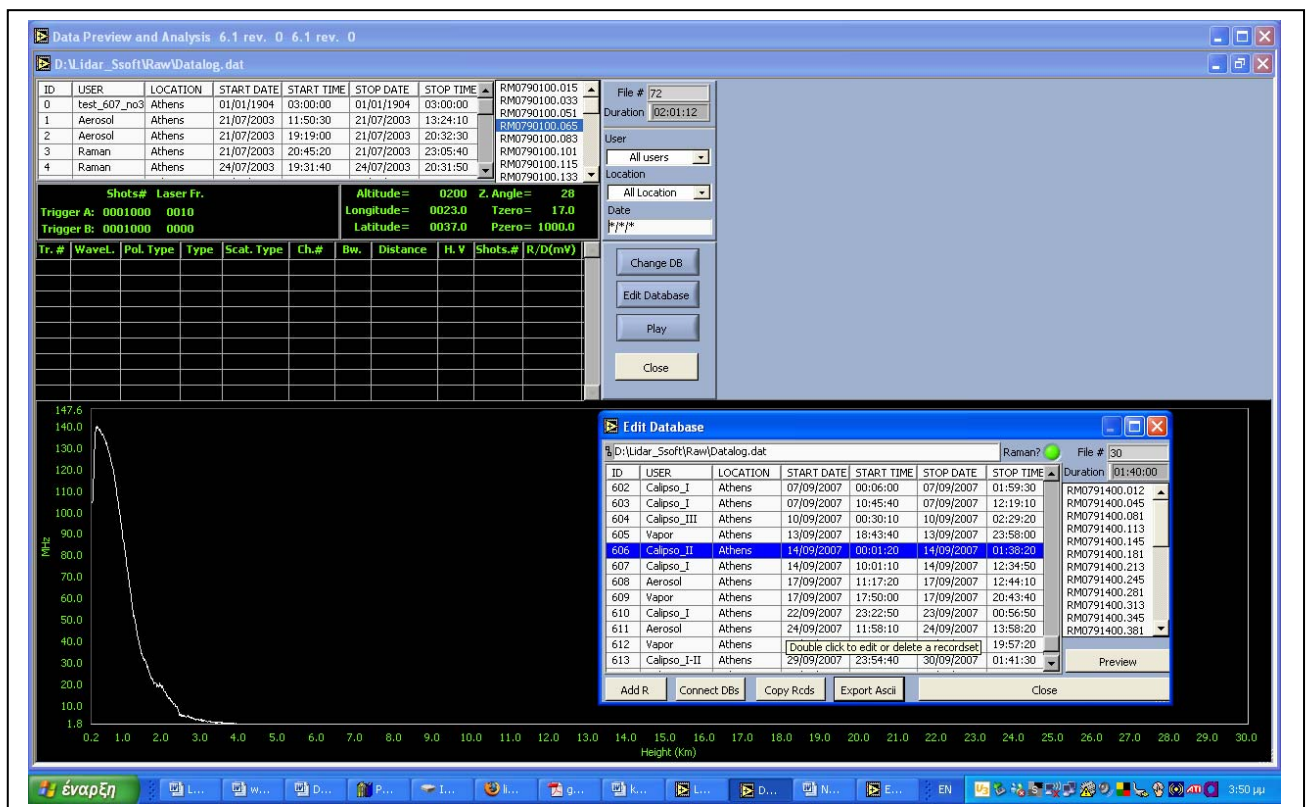 Data Preview and Analysis 6.1 rev. 0 6.1 rev. 0
D:\Lidar_Ssoft\Raw\Datalog.dat
ID USER LOCATION START DATE START TIME STOP DATE STOP TIME
0 test_607_no3 Athens 01/01/1904 03:00:00 01/01/1904 03:00:00
1 Aerosol Athens 21/07/2003 11:50:30 21/07/2003 13:24:10
2 Aerosol Athens 21/07/2003 19:19:00 21/07/2003 20:32:30
3 Raman Athens 21/07/2003 20:45:20 21/07/2003 23:05:40
4 Raman Athens 24/07/2003 19:31:40 24/07/2003 20:31:50
RM0790100.015
RM0790100.033
RM0790100.051
RM0790100.065
RM0790100.083
RM0790100.101
RM0790100.115
RM0790100.133
File # 72
Duration 02:01:12
User
All users
Location
All Location
Date
*/*/*
Change DB
Edit Database
Play
Close
Shots# Laser Fr.
Trigger A: 0001000 0010
Trigger B: 0001000 0000
Altitude= 0200 Z. Angle= 28
Longitude= 0023.0 Tzero= 17.0
Latitude= 0037.0 Pzero= 1000.0
Tr. # WaveL. Pol. Type Type Scat. Type Ch.# Bw. Distance H. V Shots.# R/D(mV)
147.6
140.0
130.0
120.0
110.0
100.0
90.0
80.0
70.0
60.0
50.0
40.0
30.0
20.0
10.0
1.8
MHz
0.2 1.0 2.0 3.0 4.0 5.0 6.0 7.0 8.0 9.0 10.0 11.0 12.0 13.0 14.0 15.0 16.0 17.0 18.0 19.0 20.0 21.0 22.0 23.0 24.0 25.0 26.0 27.0 28.0 29.0 30.0
Height (Km)
Edit Database
D:\Lidar_Ssoft\Raw\Datalog.dat
Raman?
File # 30
Duration 01:40:00
ID USER LOCATION START DATE START TIME STOP DATE STOP TIME
602 Calipso_I Athens 07/09/2007 00:06:00 07/09/2007 01:59:30
603 Calipso_I Athens 07/09/2007 10:45:40 07/09/2007 12:19:10
604 Calipso_III Athens 10/09/2007 00:30:10 10/09/2007 02:29:20
605 Vapor Athens 13/09/2007 18:43:40 13/09/2007 23:58:00
606 Calipso_II Athens 14/09/2007 00:01:20 14/09/2007 01:38:20
607 Calipso_I Athens 14/09/2007 10:01:10 14/09/2007 12:34:50
608 Aerosol Athens 17/09/2007 11:17:20 17/09/2007 12:44:10
609 Vapor Athens 17/09/2007 17:50:00 17/09/2007 20:43:40
610 Calipso_I Athens 22/09/2007 23:22:50 23/09/2007 00:56:50
611 Aerosol Athens 24/09/2007 11:58:10 24/09/2007 13:58:20
612 Vapor Athens 19:57:20
Double click to edit or delete a recordset
613 Calipso_I-II Athens 29/09/2007 23:54:40 30/09/2007 01:41:30
RM0791400.012
RM0791400.045
RM0791400.081
RM0791400.113
RM0791400.145
RM0791400.181
RM0791400.213
RM0791400.245
RM0791400.281
RM0791400.313
RM0791400.345
RM0791400.381
Preview
Add R Connect DBs Copy Rcds Export Ascii Close
έναρξη L... w... D... P... I... li... g... k... L... D... N... E... EN 3:50 μμ